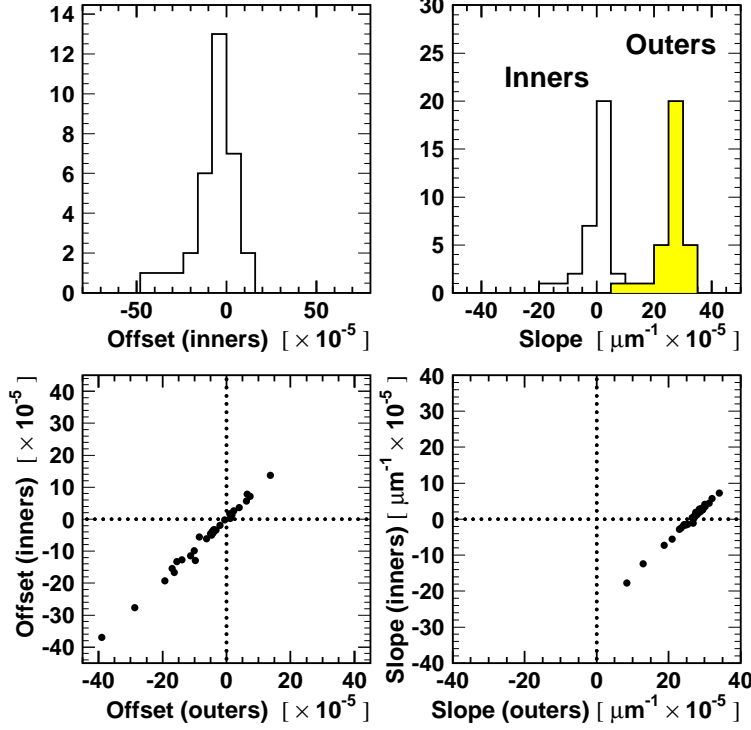 14
12
10
8
6
4
2
0
-50 0 50
Offset (inners) [ × 10-5 ]
30
25
20
15
10
5
0
Inners
Outers
-40 -20 0 20 40
Slope [ μm-1 × 10-5 ]
Offset (inners) [ × 10-5 ]
40
30
20
10
0
-10
-20
-30
-40
-40 -20 0 20 40
Offset (outers) [ × 10-5 ]
Slope (inners) [ μm-1 × 10-5 ]
40
30
20
10
0
-10
-20
-30
-40
-40 -20 0 20 40
Slope (outers) [ μm-1 × 10-5 ]